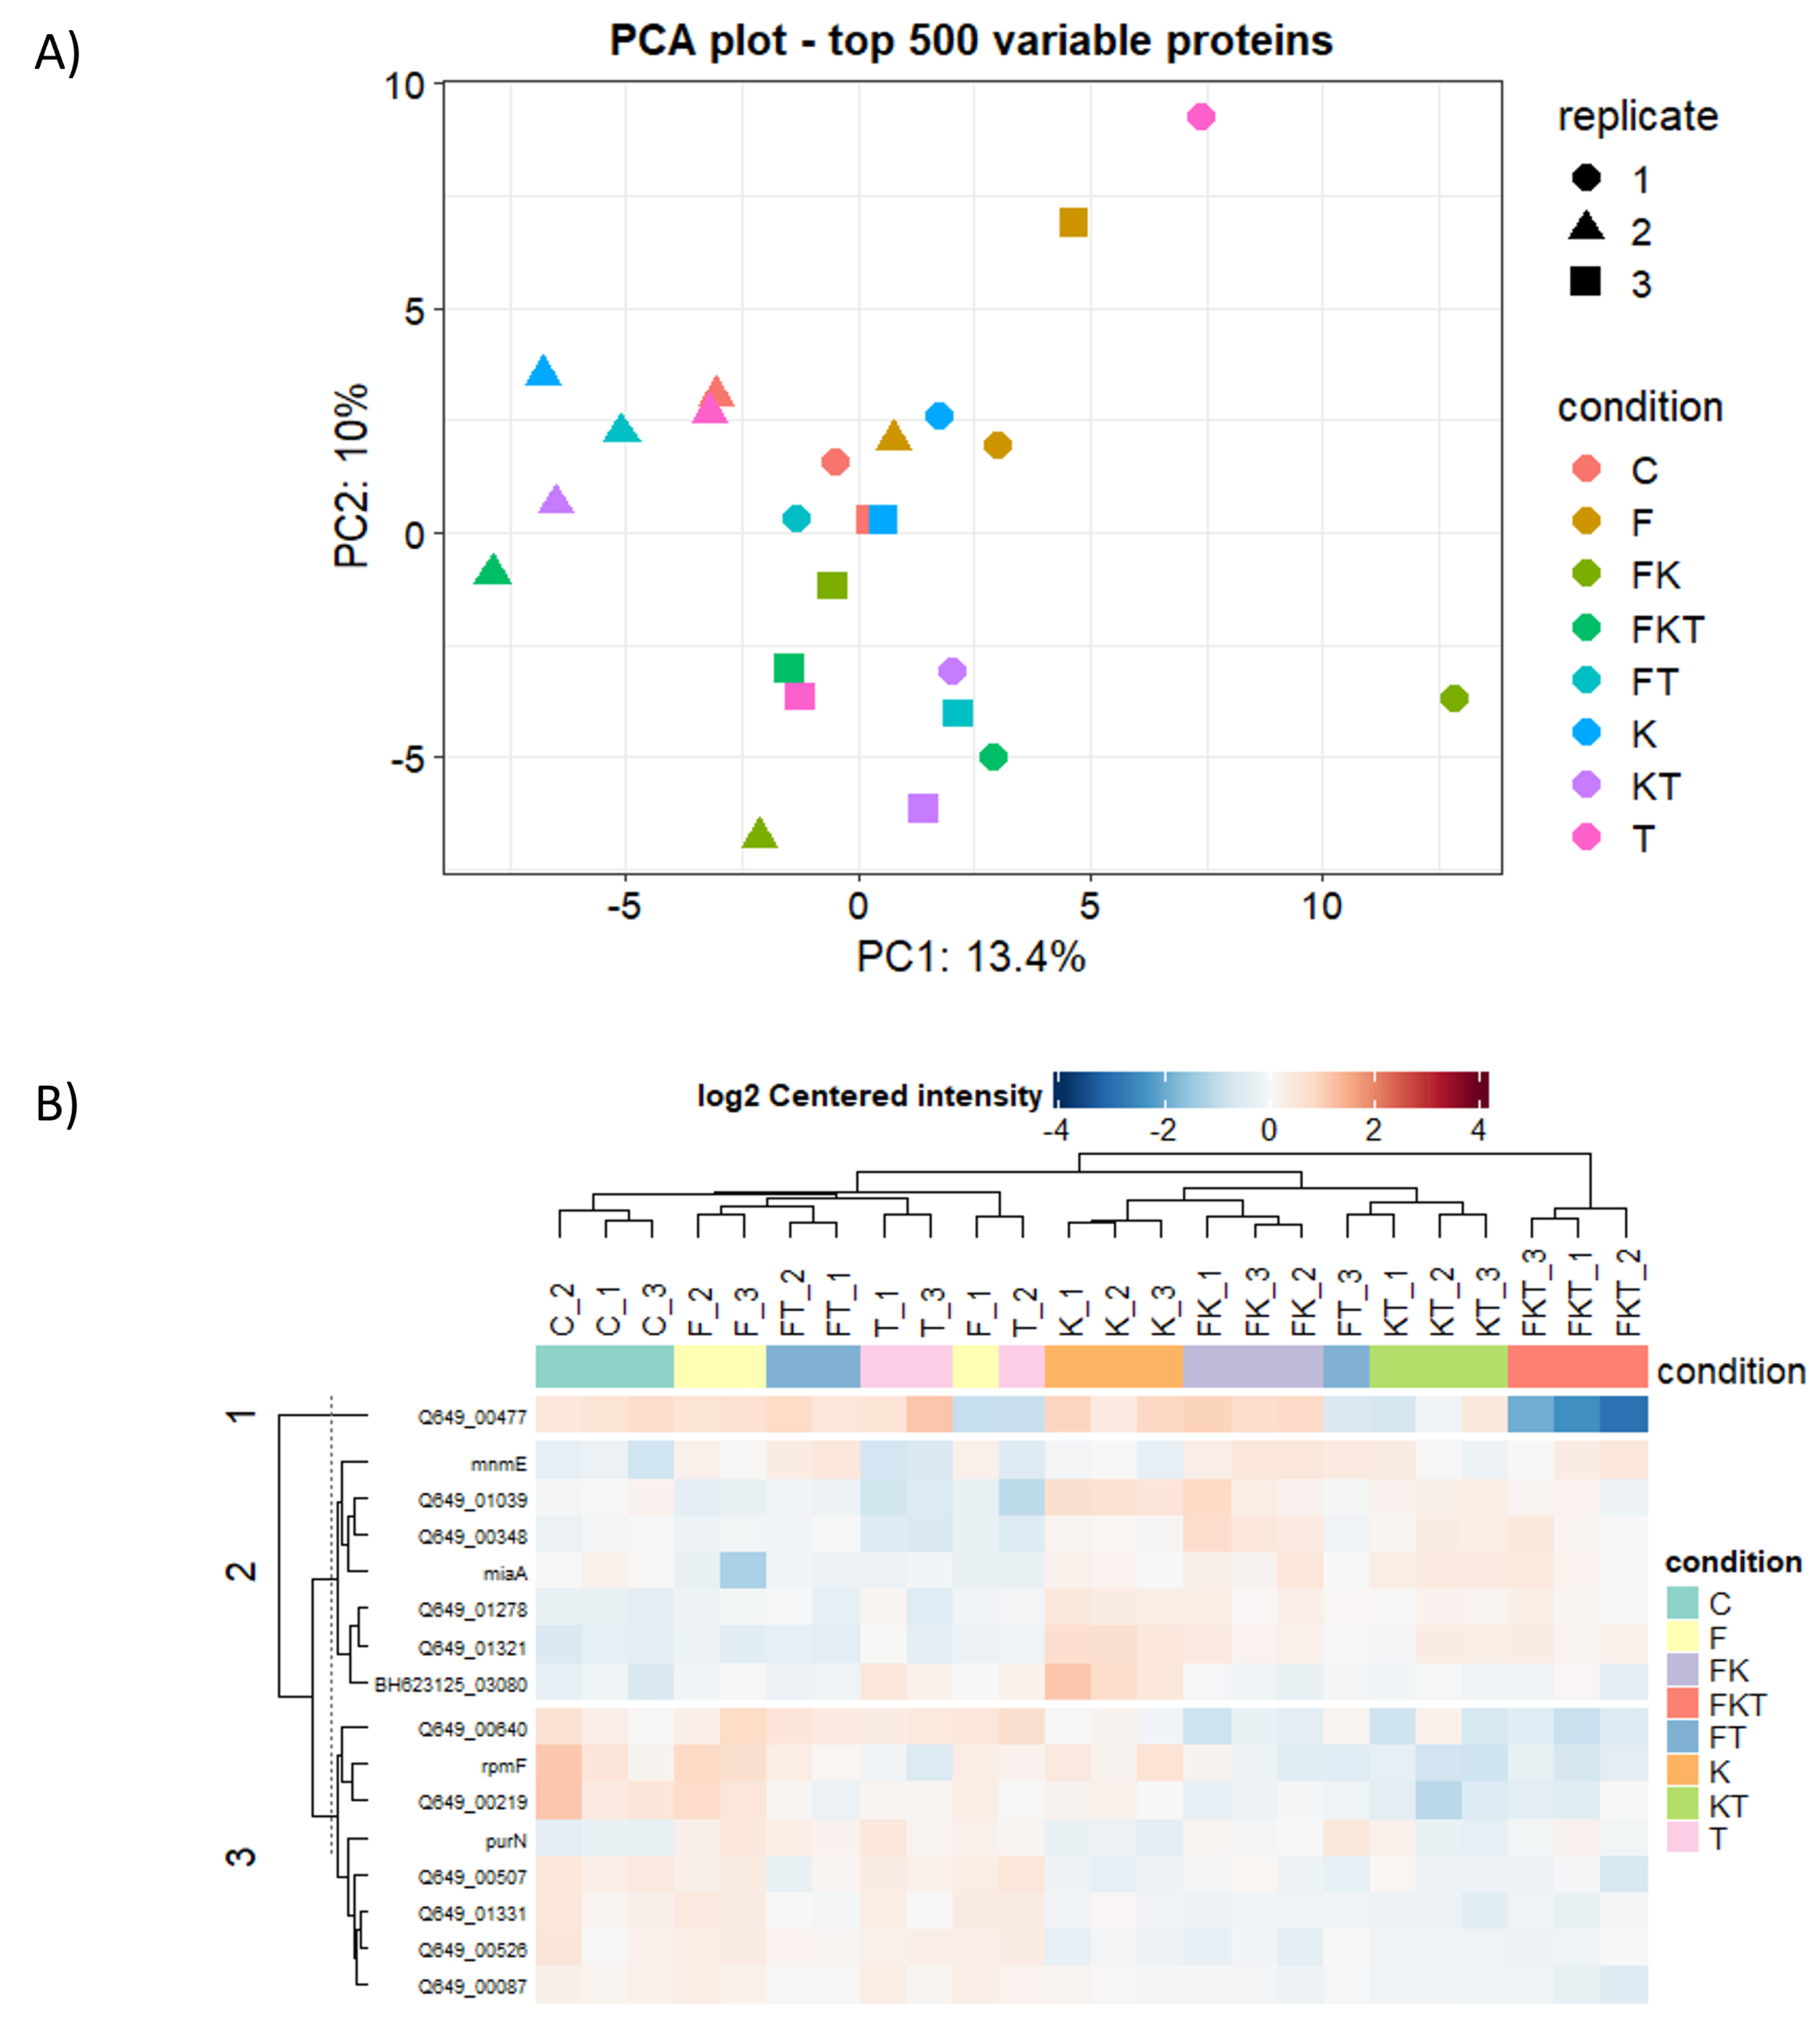 A)
PCA plot - top 500 variable proteins
10
5
0
-5
PC2: 10%
-5 0 5 10
PC1: 13.4%
replicate
1
2
3
condition
C
F
FK
FKT
FT
K
KT
T
B)
log2 Centered intensity
-4 -2 0 2 4
C_2 C_1 C_3 F_2 F_3 FT_2 FT_1 T_1 T_3 F_1 T_2 K_1 K_2 K_3 FK_1 FK_3 FK_2 FT_3 KT_1 KT_2 KT_3 FKT_3 FKT_1 FKT_2
condition
1
Q649_00477
2
mnmE
Q649_01039
Q649_00348
miaA
Q649_01278
Q649_01321
BH623125_03080
3
Q649_00640
rpmF
Q649_00219
purN
Q649_00507
Q649_01331
Q649_00526
Q649_00087
condition
C
F
FK
FKT
FT
K
KT
T